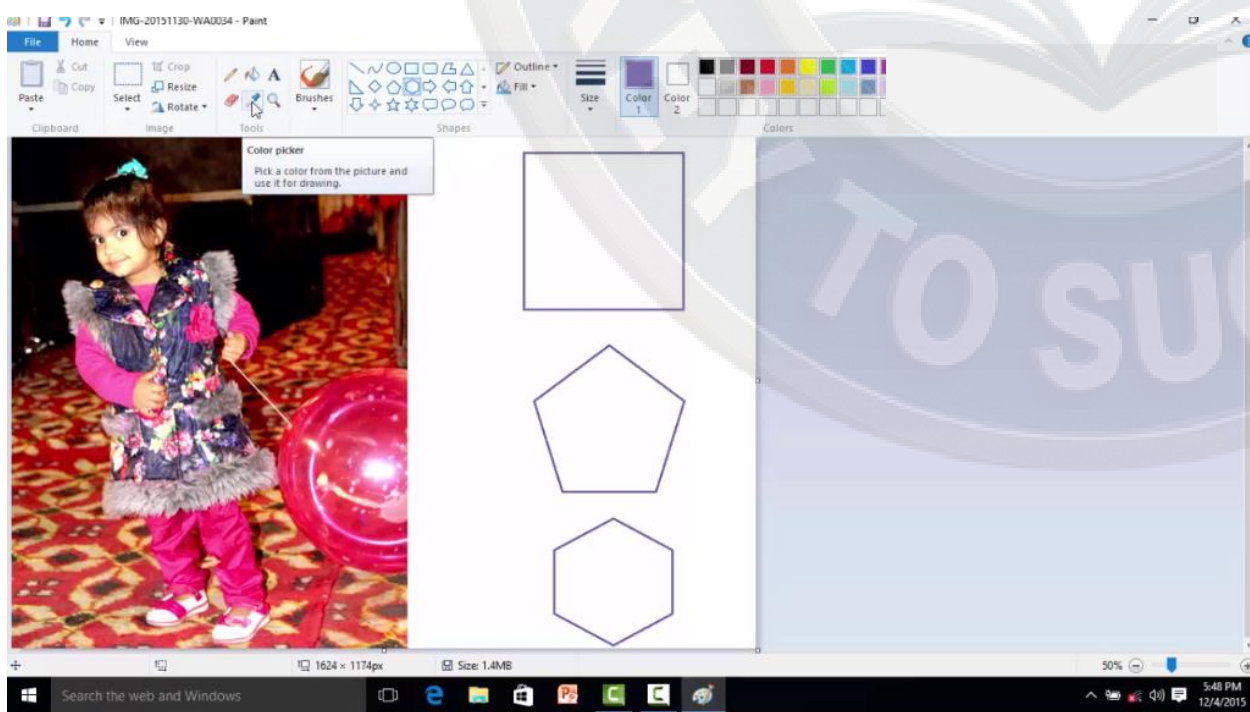 IMG-20151130-WA0034 - Paint
File Home View
Cut Crop Outline
Copy Resize Fill
Paste Select Rotate A Brushes Size Color 1 Color 2
Clipboard Image Tools Shapes Colors
Color picker
Pick a color from the picture and
use it for drawing.
TO SU
1624 × 1174px Size: 1.4MB 50%
Search the web and Windows
5:48 PM
12/4/2015